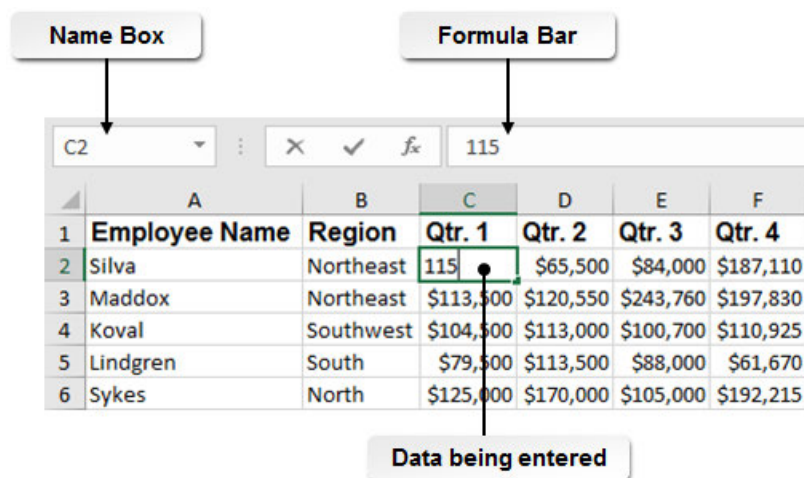 Name Box Formula Bar
C2 fx 115
A B C D E F
1 Employee Name Region Qtr. 1 Qtr. 2 Qtr. 3 Qtr. 4
2 Silva Northeast 115 $65,500 $84,000 $187,110
3 Maddox Northeast $113,500 $120,550 $243,760 $197,830
4 Koval Southwest $104,500 $113,000 $100,700 $110,925
5 Lindgren South $79,500 $113,500 $88,000 $61,670
6 Sykes North $125,000 $170,000 $105,000 $192,215
Data being entered